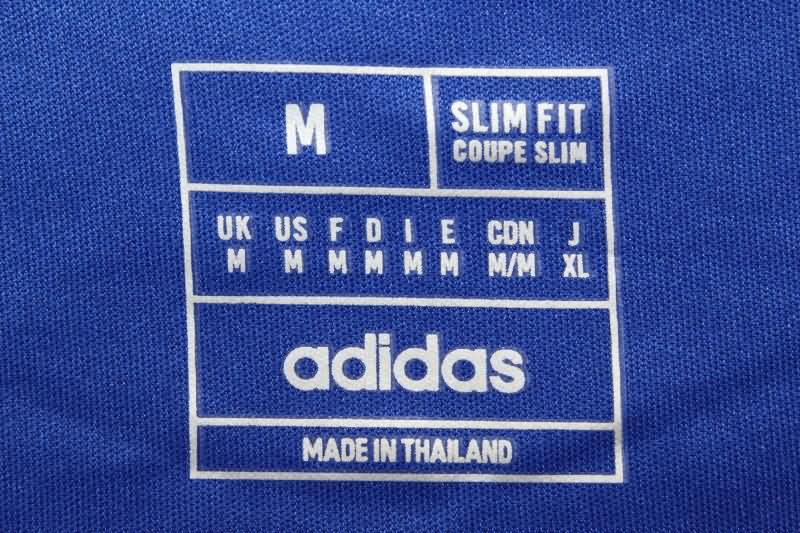 M
SLIM FIT
COUPE SLIM
UK US F D I E CDN J
M M M M M M M/M XL
adidas
MADE IN THAILAND